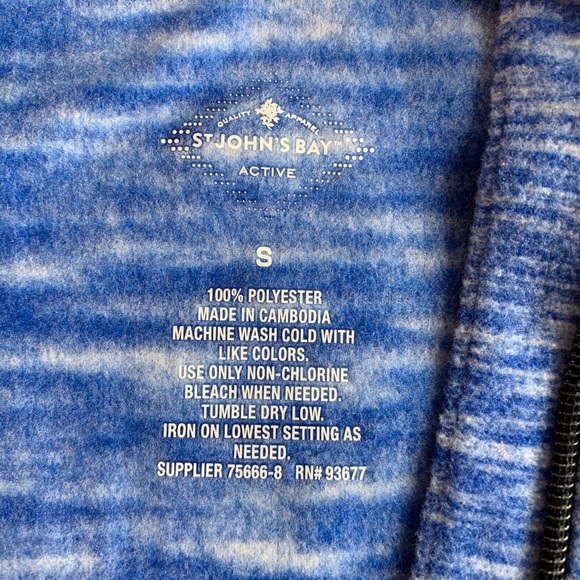 QUALITY APPAREL
ST JOHN'S BAY™
ACTIVE
S
100% POLYESTER
MADE IN CAMBODIA
MACHINE WASH COLD WITH
LIKE COLORS.
USE ONLY NON-CHLORINE
BLEACH WHEN NEEDED.
TUMBLE DRY LOW.
IRON ON LOWEST SETTING AS
NEEDED.
SUPPLIER 75666-8 RN# 93677